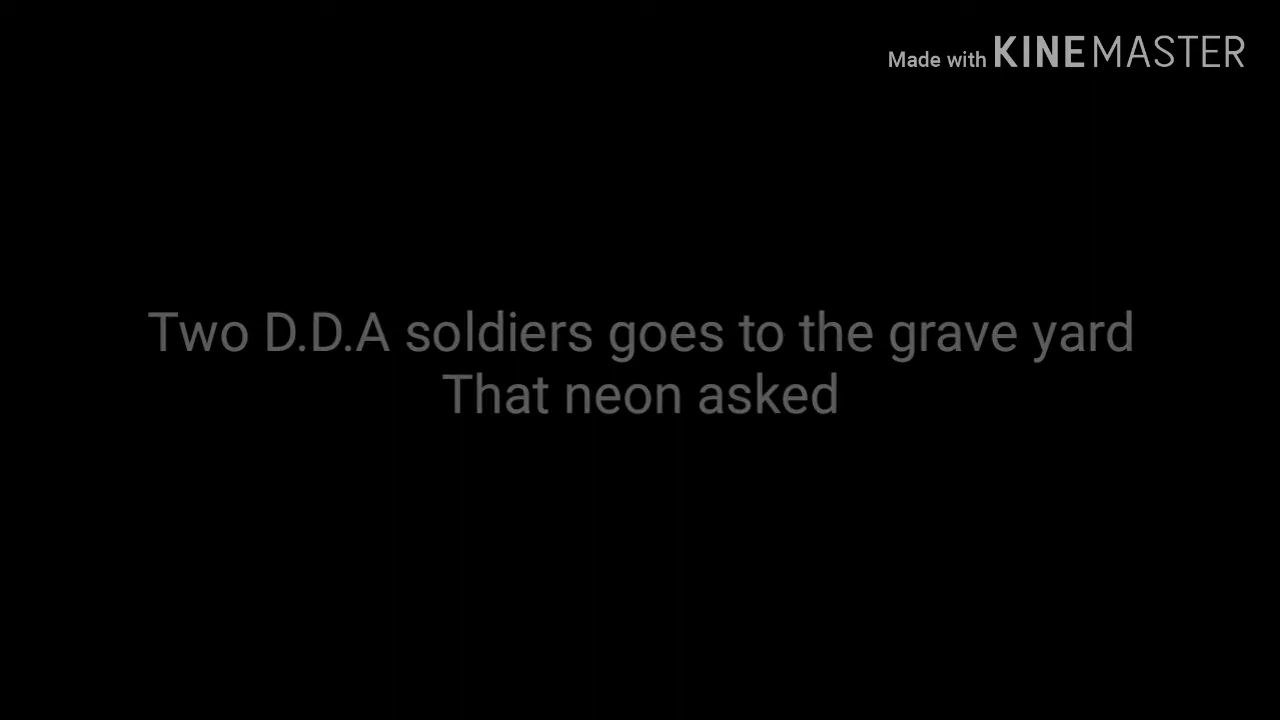 Made with KINEMASTER
Two D.D.A soldiers goes to the grave yard
That neon asked